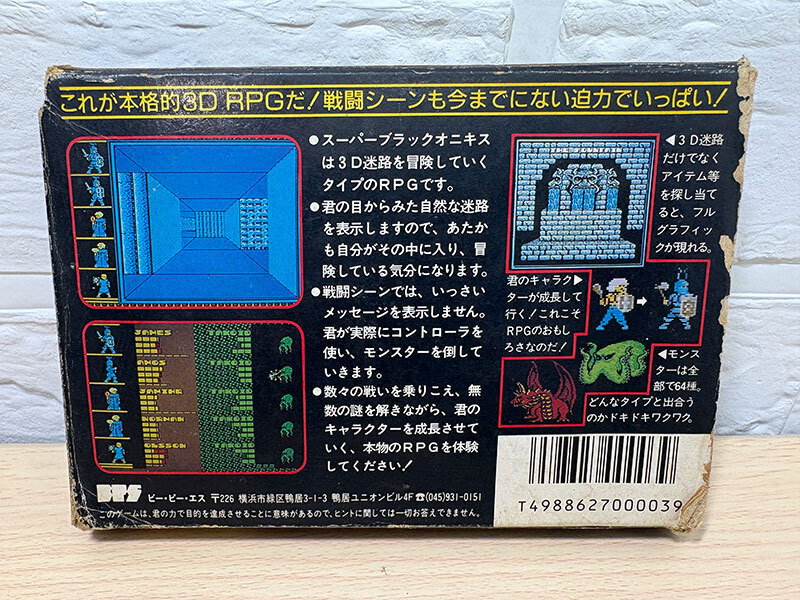 これが本格的3D RPGだ!戦闘シーンも今までにない迫力でいっぱい!
●スーパーブラックオニキス
は3D迷路を冒険していく
タイプのRPGです。
●君の目からみた自然な迷路
を表示しますので、あたか
も自分がその中に入り、冒
険している気分になります。
●戦闘シーンでは、いっさい
メッセージを表示しません。
君が実際にコントローラを
使い、モンスターを倒して
いきます。
●数々の戦いを乗りこえ、無
数の謎を解きながら、君の
キャラクターを成長させて
いく、本物のRPGを体験
してください!
◀3D迷路
だけでなく
アイテム等
を探し当て
ると、フル
グラフィッ
クが現れる。
君のキャラク▶
ターが成長して
行く!これこそ
RPGのおもし
ろさなのだ!
◀モンス
ターは全
部で64種。
どんなタイプと出合う
のかドキドキワクワク。
T4988627000039
BPS ビー・ピー・エス 〒226 横浜市緑区鴨居3-1-3 鴨居ユニオンビル4F ☎(045)931-0151
このゲームは、君の力で目的を達成させることに意味があるので、ヒントに関しては一切お答えできません。